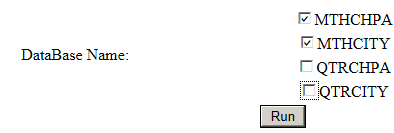 MTHCHPA
MTHCITY
DataBase Name:
QTRCHPA
QTRCITY
Run